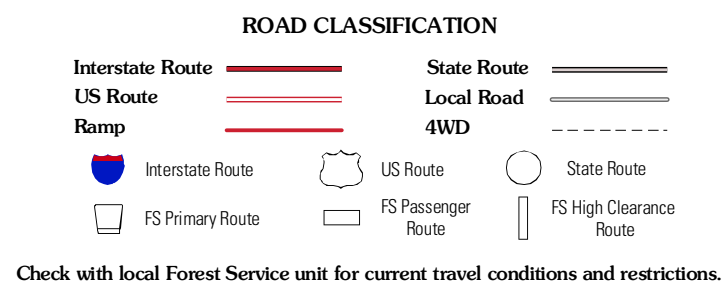 ROAD CLASSIFICATION
Interstate Route
State Route
US Route
Local Road
Ramp
4WD
Interstate Route
US Route
State Route
FS Primary Route
FS Passenger
Route
FS High Clearance
Route
Check with local Forest Service unit for current travel conditions and restrictions.